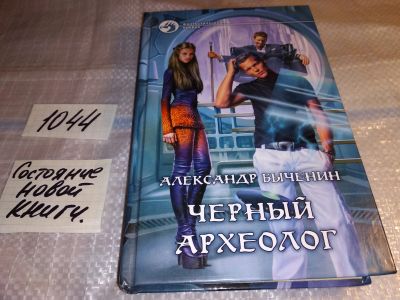 1044
Состояние
новой
книги.
АЛЕКСАНДР БЫЧЕНИН
ЧЕРНЫЙ
АРХЕОЛОГ